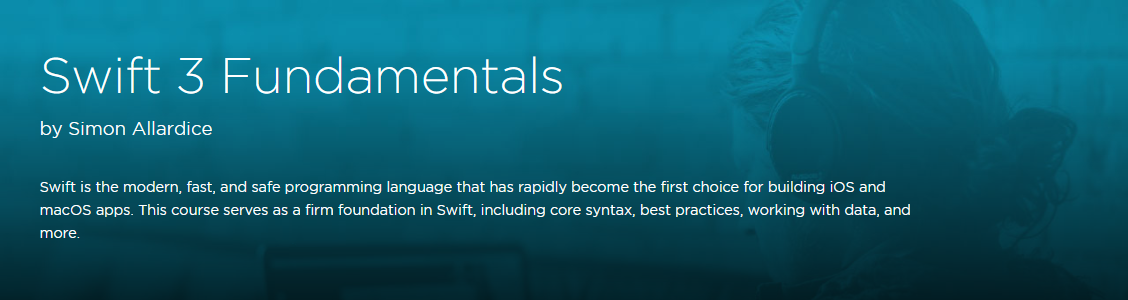 Swift 3 Fundamentals
by Simon Allardice
Swift is the modern, fast, and safe programming language that has rapidly become the first choice for building iOS and
macOS apps. This course serves as a firm foundation in Swift, including core syntax, best practices, working with data, and
more.